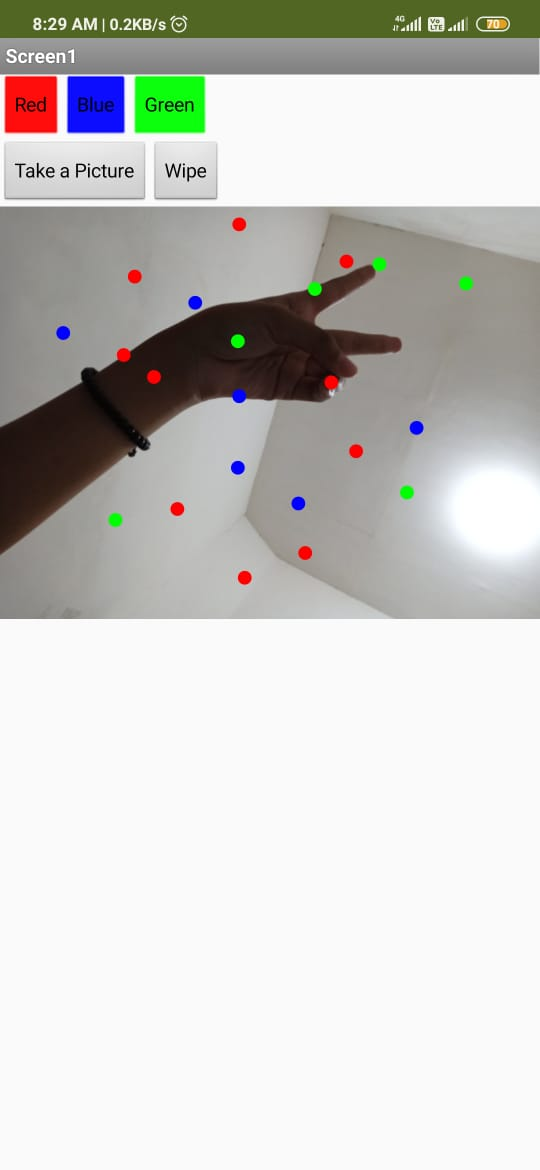 8:29 AM | 0.2KB/s
4G
Vo
LTE
70
Screen1
Red Blue Green
Take a Picture Wipe